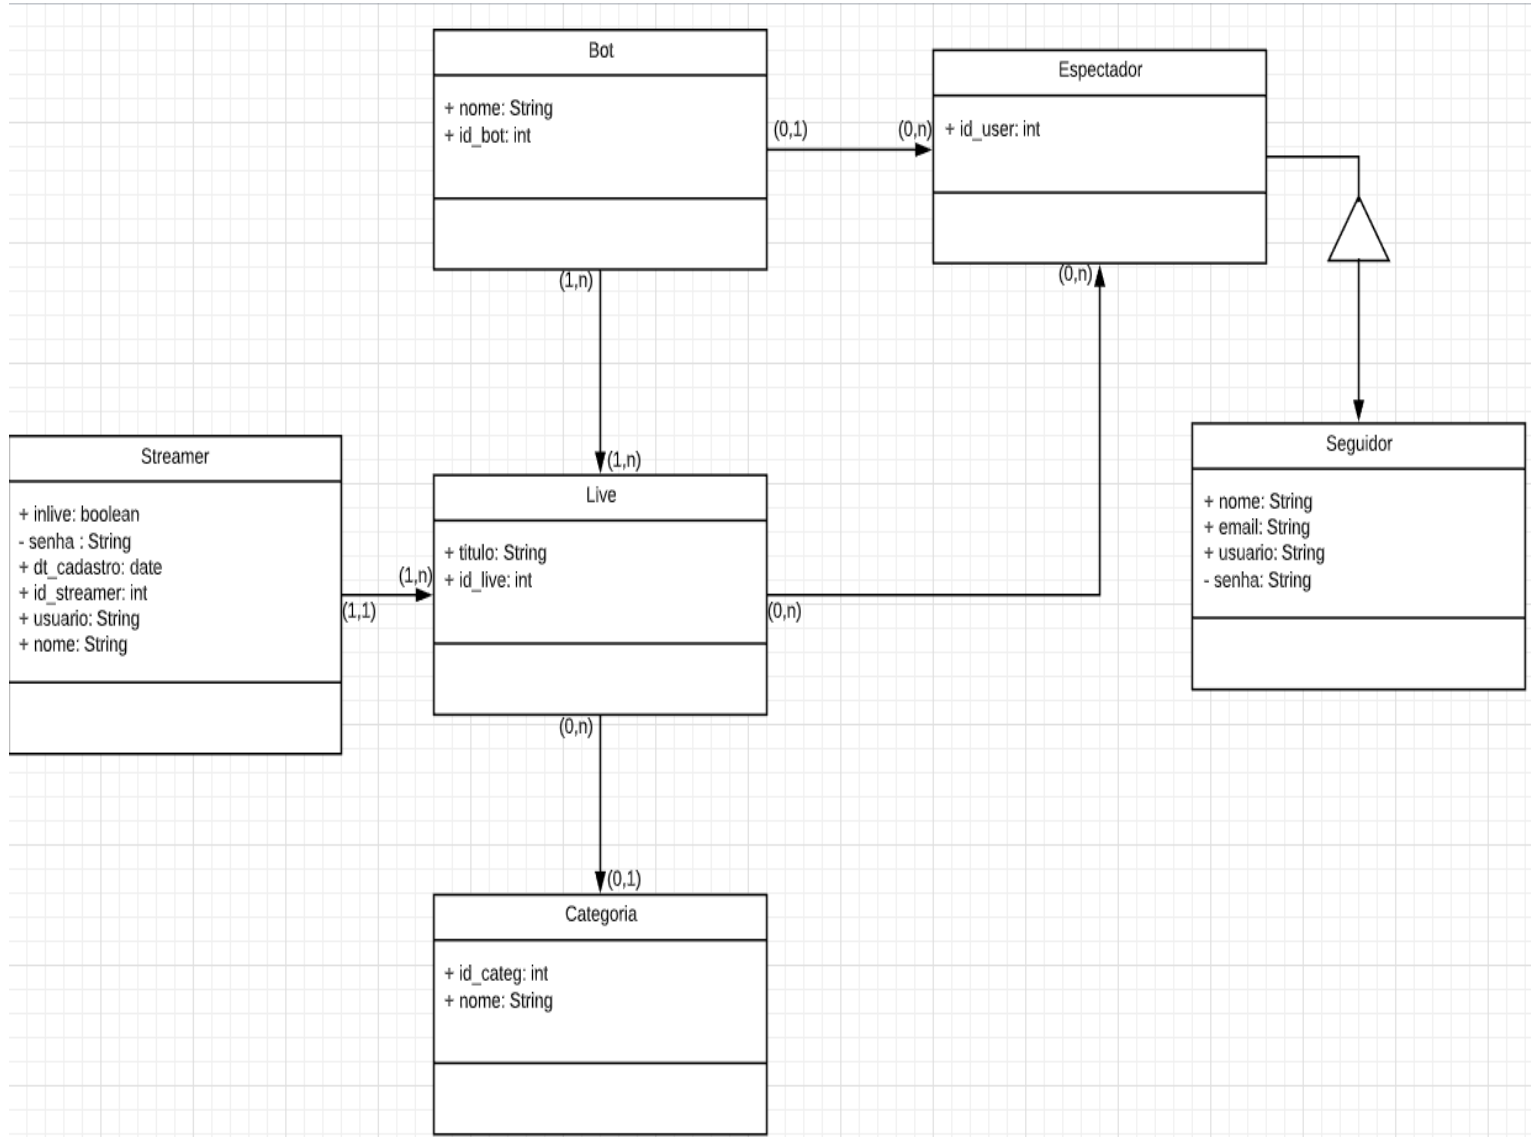 Bot
+ nome: String
+ id_bot: int
(0,1)
(0,n)
Espectador
+ id_user: int
(1,n)
(0,n)
(1,n)
Streamer
+ inlive: boolean
- senha : String
+ dt_cadastro: date
+ id_streamer: int
+ usuario: String
+ nome: String
(1,n)
(1,1)
Live
+ titulo: String
+ id_live: int
(0,n)
Seguidor
+ nome: String
+ email: String
+ usuario: String
- senha: String
(0,n)
(0,1)
Categoria
+ id_categ: int
+ nome: String